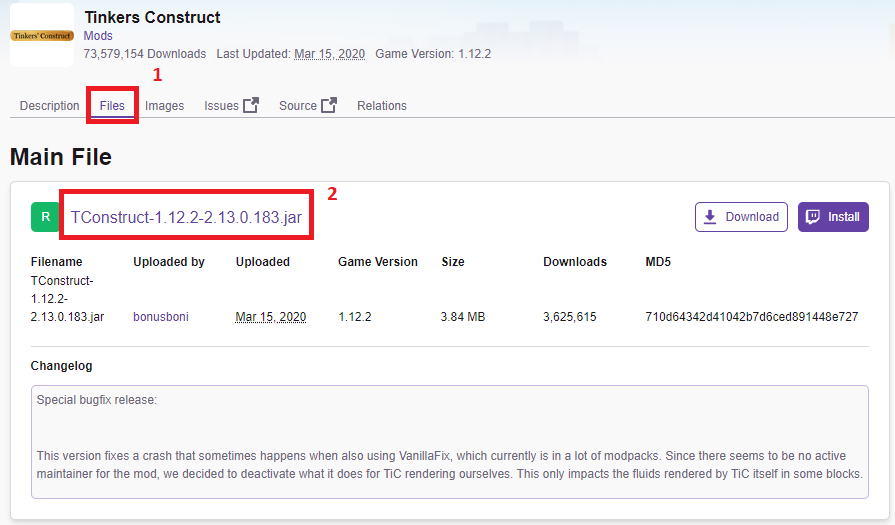 Tinkers' Construct
Tinkers Construct
Mods
73,579,154 Downloads Last Updated: Mar 15, 2020 Game Version: 1.12.2
1
Description Files Images Issues Source Relations
Main File
2
R TConstruct-1.12.2-2.13.0.183.jar Download Install
Filename Uploaded by Uploaded Game Version Size Downloads MD5
TConstruct-
1.12.2-
2.13.0.183.jar bonusboni Mar 15, 2020 1.12.2 3.84 MB 3,625,615 710d64342d41042b7d6ced891448e727
Changelog
Special bugfix release:
This version fixes a crash that sometimes happens when also using VanillaFix, which currently is in a lot of modpacks. Since there seems to be no active
maintainer for the mod, we decided to deactivate what it does for TiC rendering ourselves. This only impacts the fluids rendered by TiC itself in some blocks.